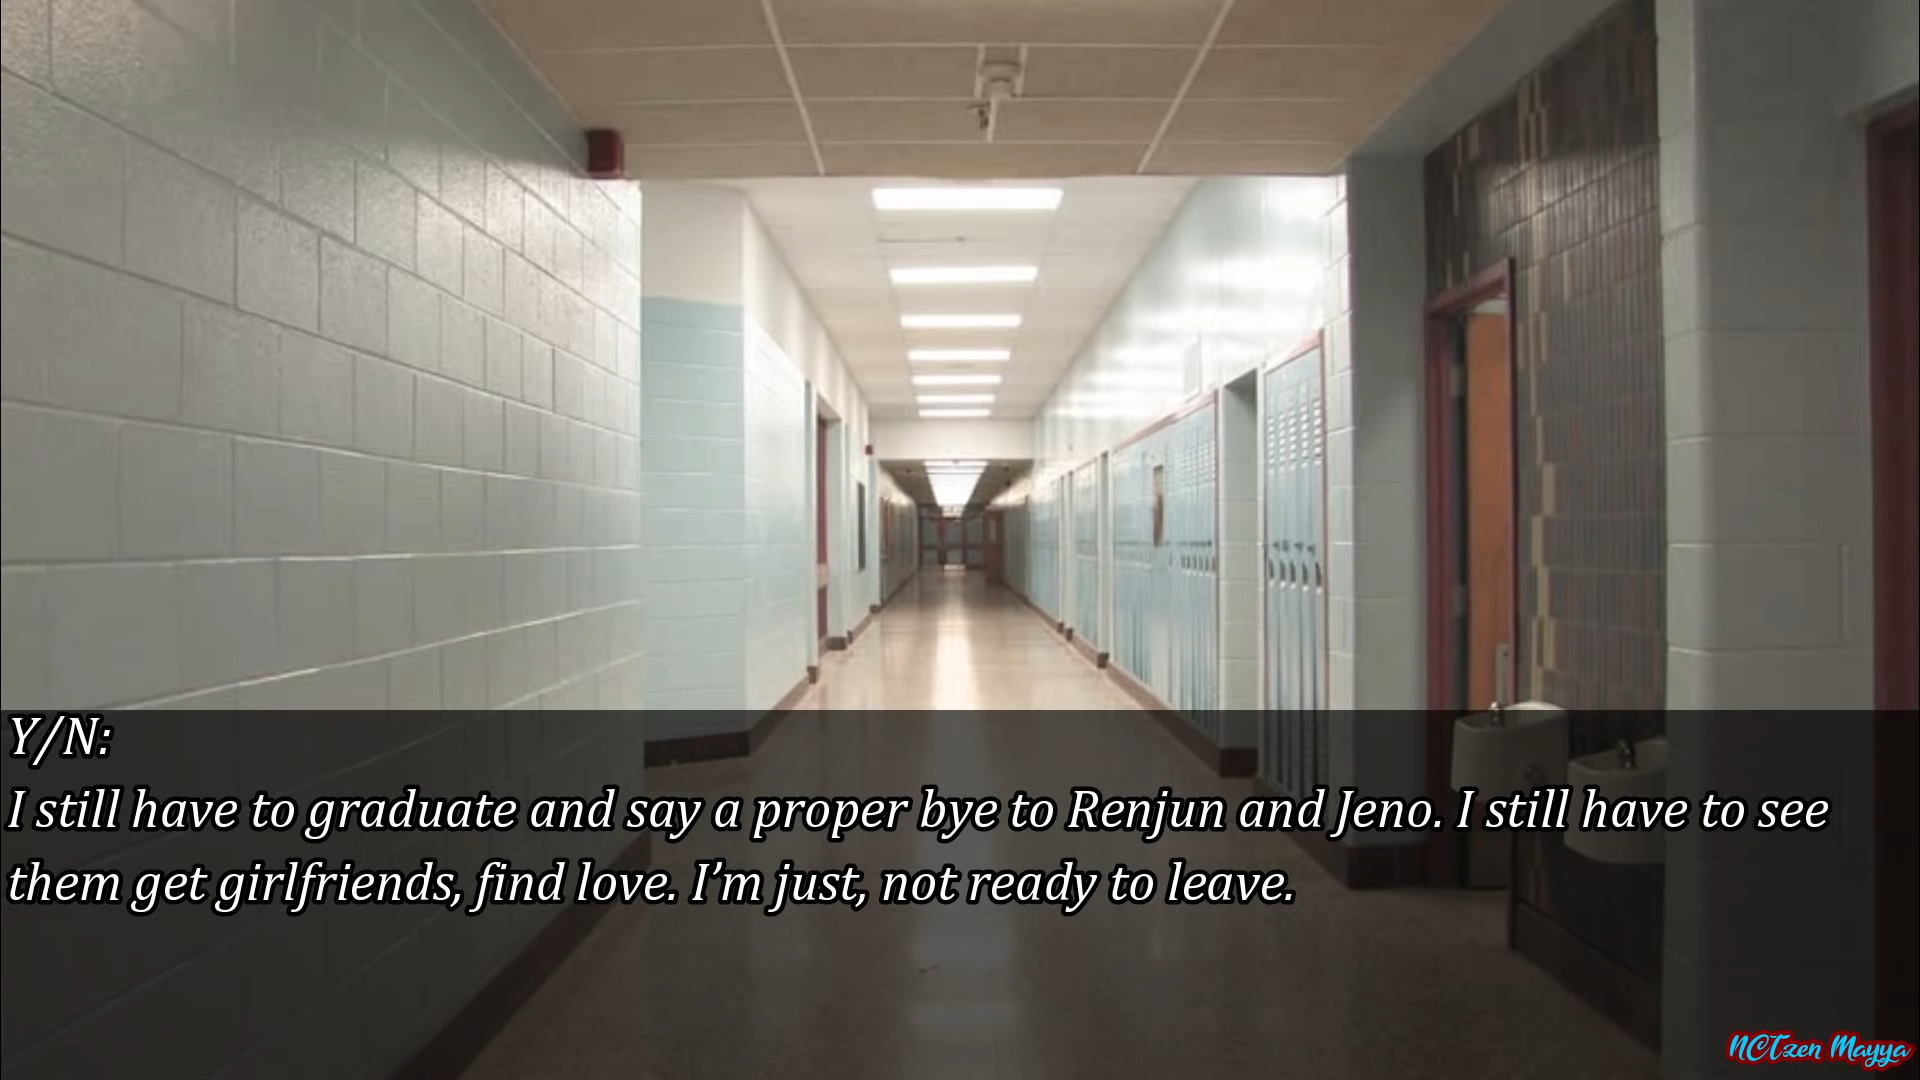 Y/N:
I still have to graduate and say a proper bye to Renjun and Jeno. I still have to see
them get girlfriends, find love. I’m just, not ready to leave.
NCTzen Mayya